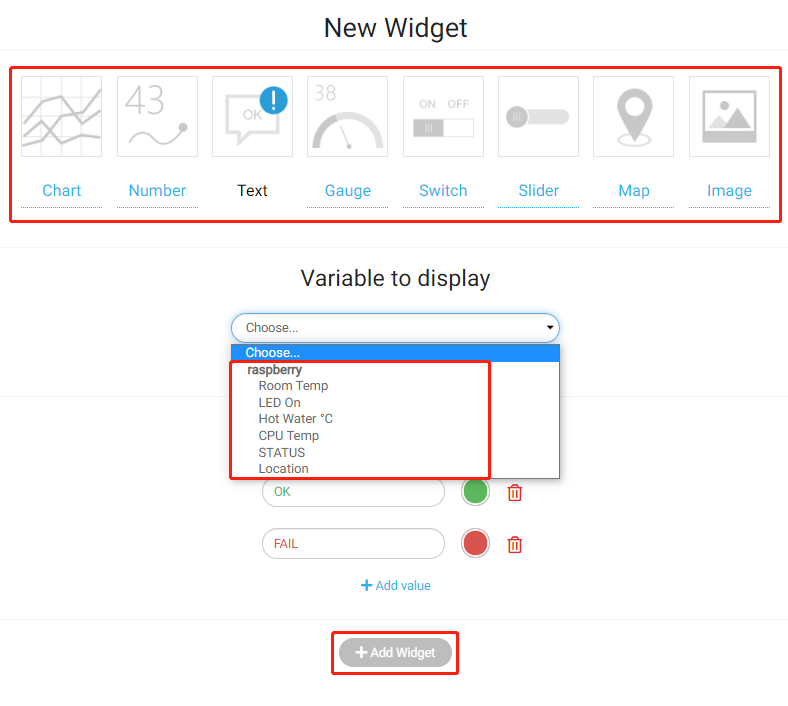 New Widget
43
OK
!
38
ON OFF
Chart Number Text Gauge Switch Slider Map Image
Variable to display
Choose...
Choose...
raspberry
Room Temp
LED On
Hot Water °C
CPU Temp
STATUS
Location
OK
FAIL
+ Add value
+ Add Widget